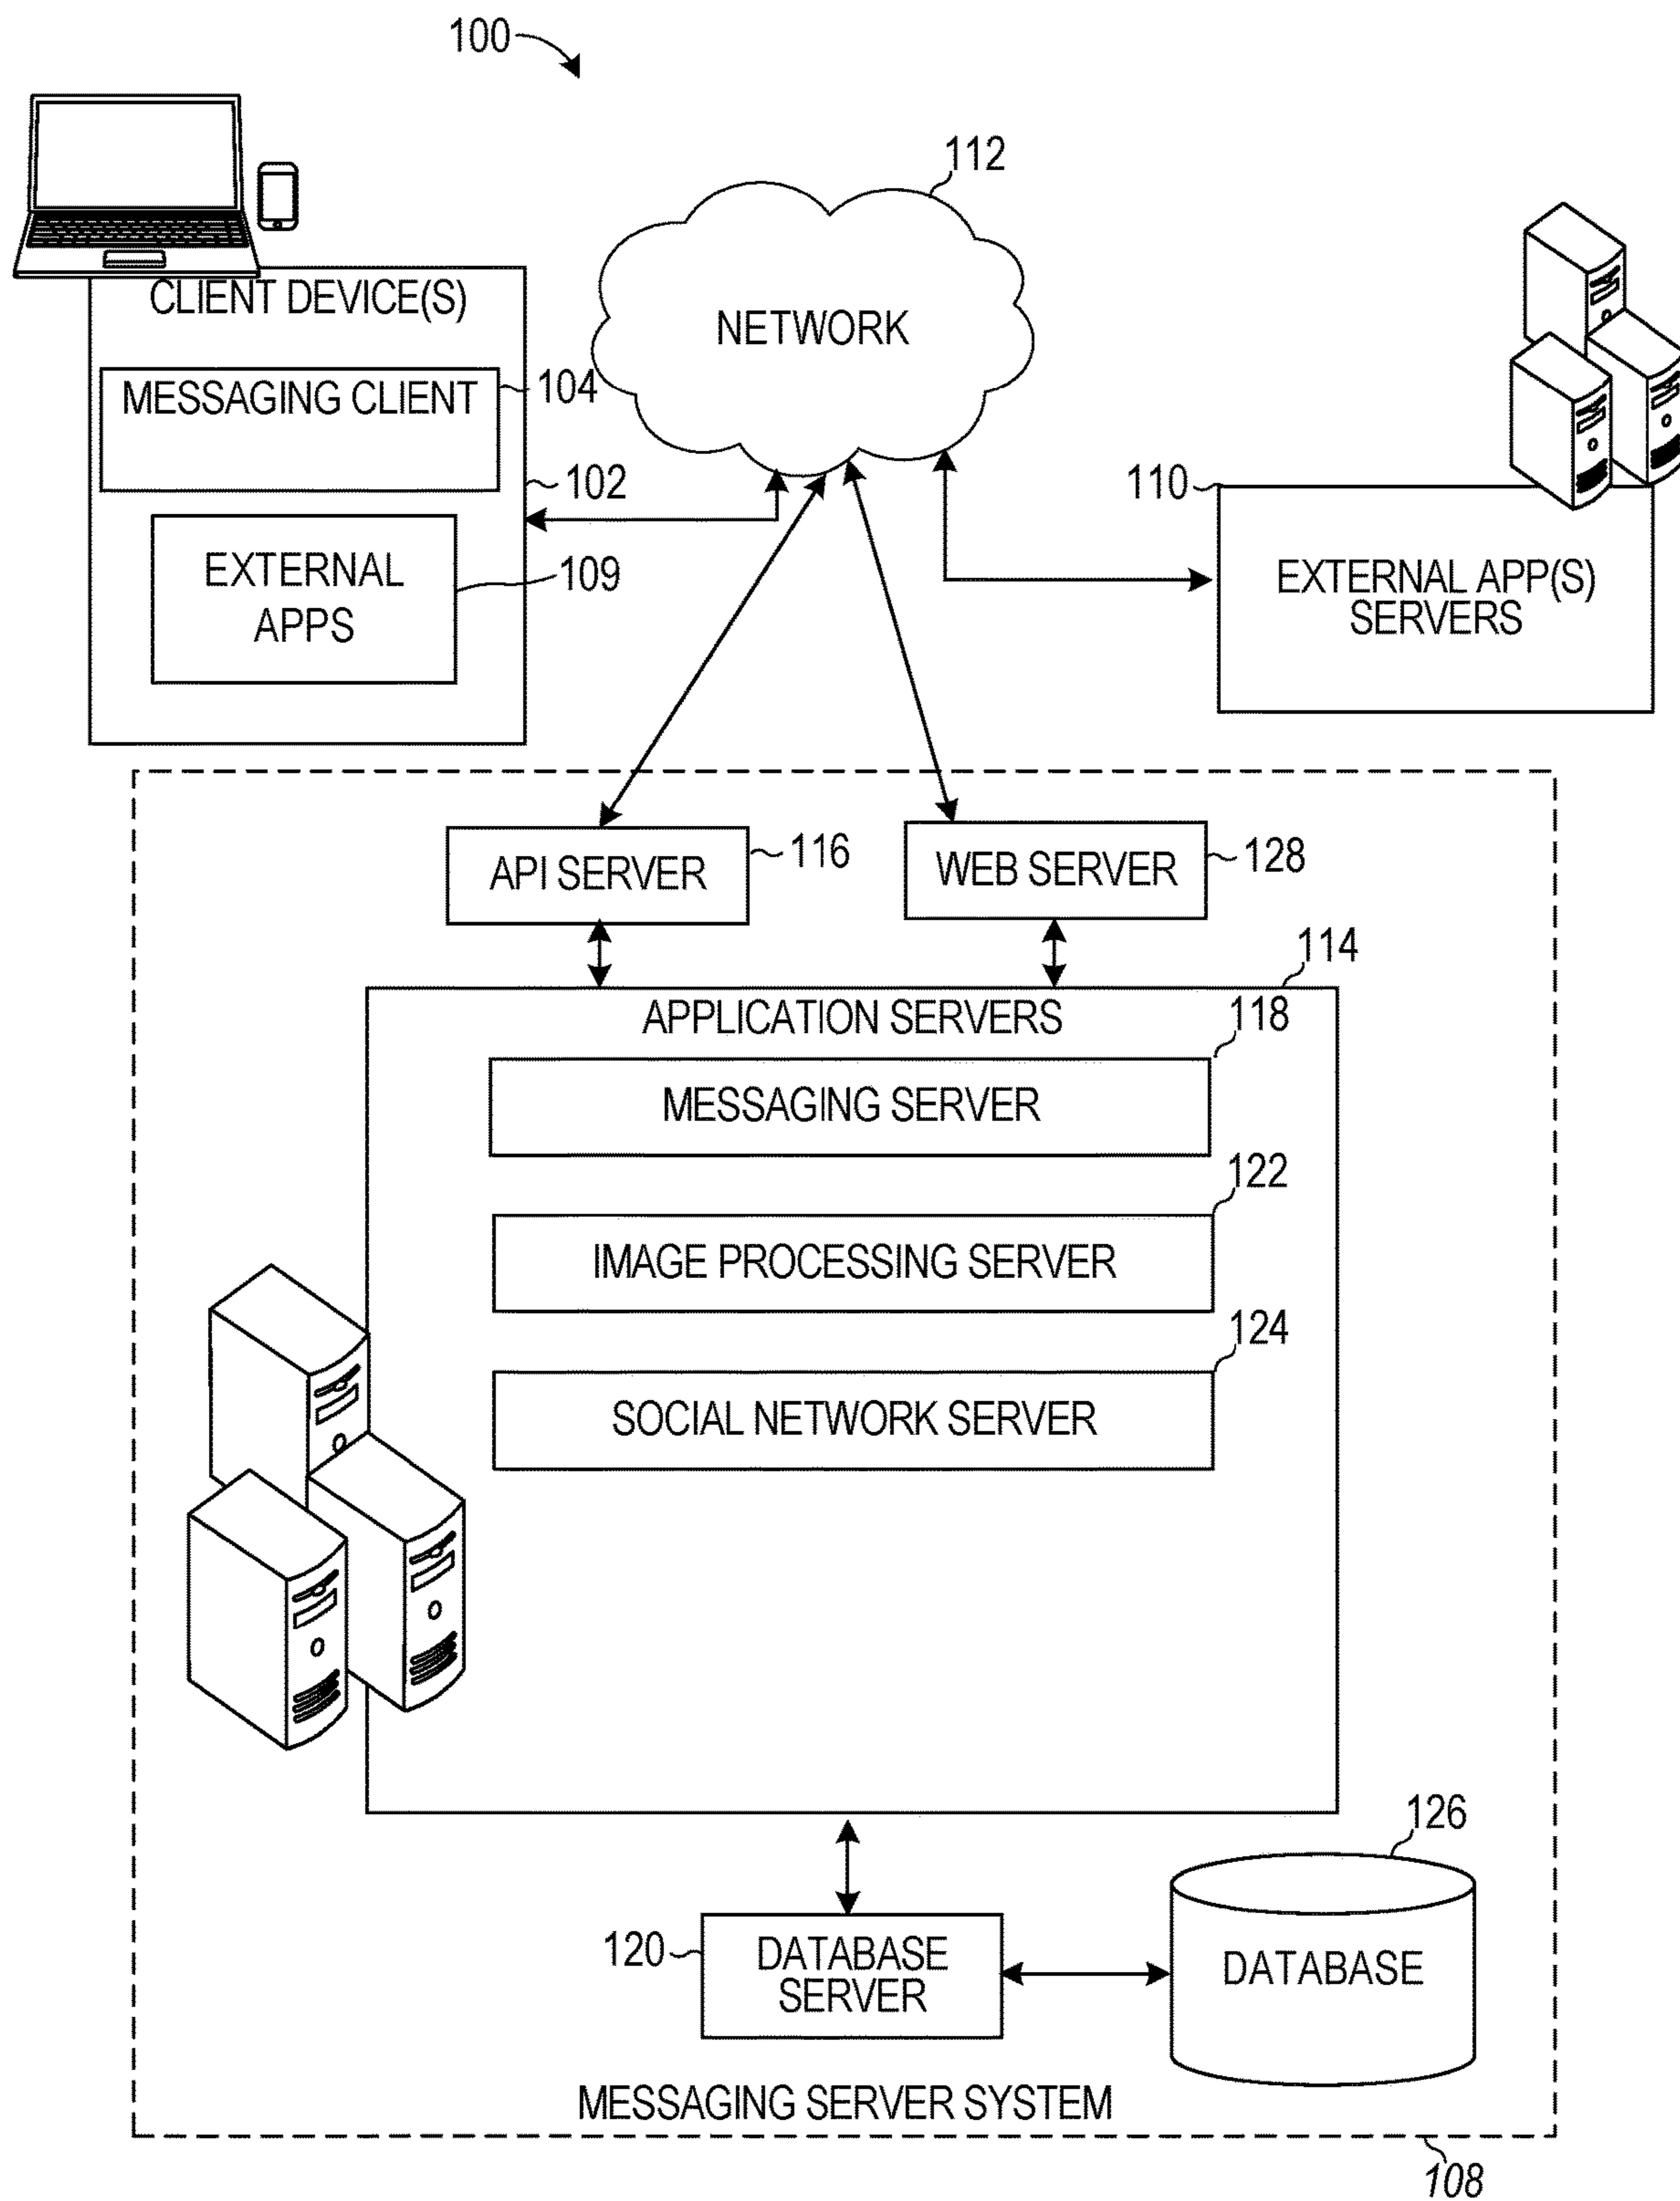 100
112
CLIENT DEVICE(S)
NETWORK
MESSAGING CLIENT
104
102
110
EXTERNAL
APPS
109
EXTERNAL APP(S)
SERVERS
API SERVER
116
WEB SERVER
128
114
APPLICATION SERVERS
118
MESSAGING SERVER
122
IMAGE PROCESSING SERVER
124
SOCIAL NETWORK SERVER
126
120
DATABASE
SERVER
DATABASE
MESSAGING SERVER SYSTEM
108